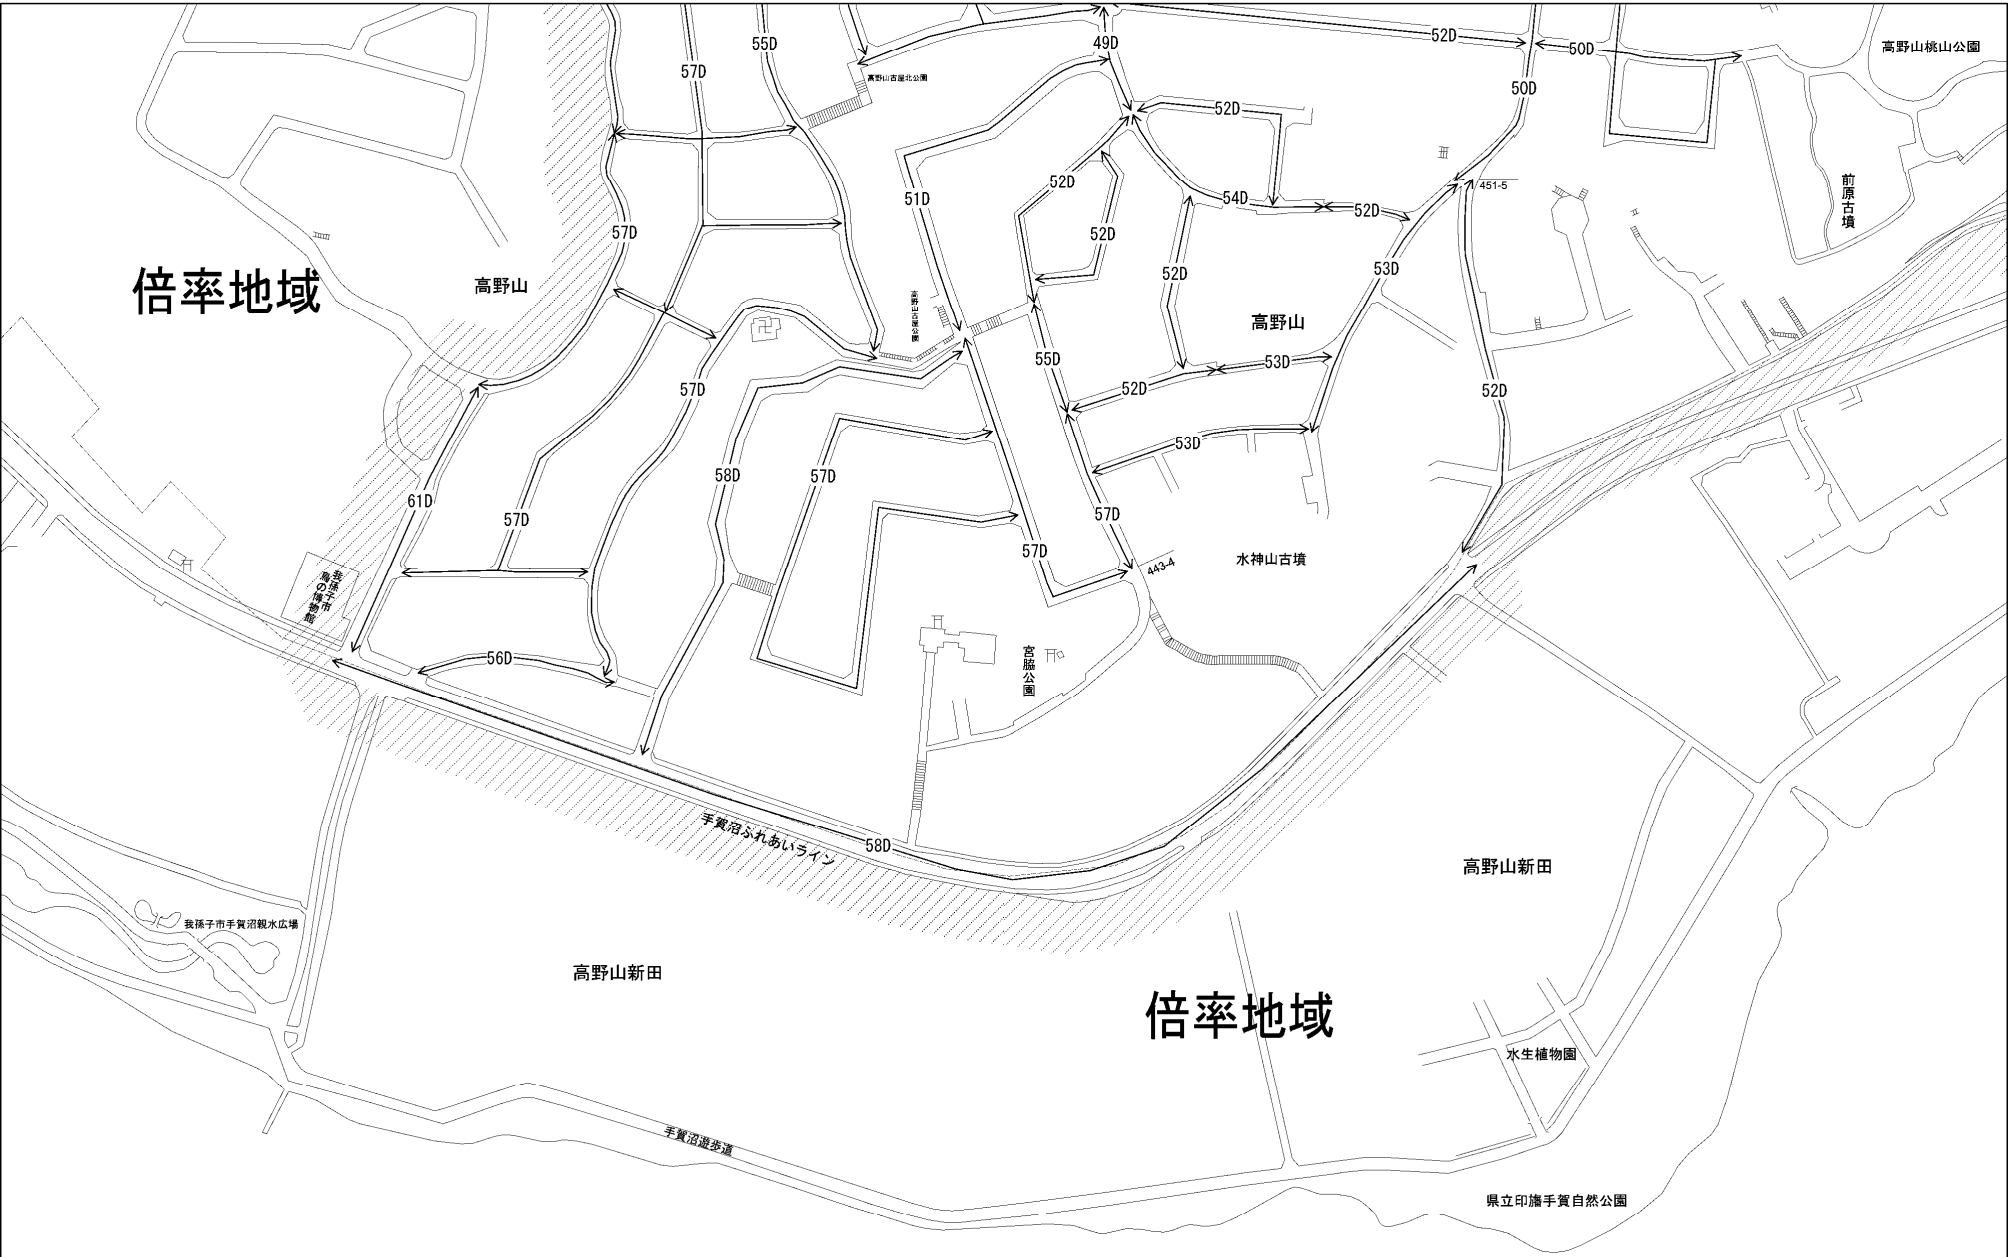 55D
49D
52D
50D
高野山桃山公園
57D
高野山古屋北公園
50D
52D
451-5
前原古墳
51D
52D
54D
52D
57D
52D
53D
倍率地域
高野山
52D
高野山古屋公園
高野山
55D
53D
57D
52D
52D
58D
57D
53D
61D
57D
57D
57D
水神山古墳
443-4
我孫子市
鳥の博物館
56D
宮脇公園
手賀沼ふれあいライン
58D
高野山新田
我孫子市手賀沼親水広場
高野山新田
倍率地域
水生植物園
手賀沼遊歩道
県立印旛手賀自然公園